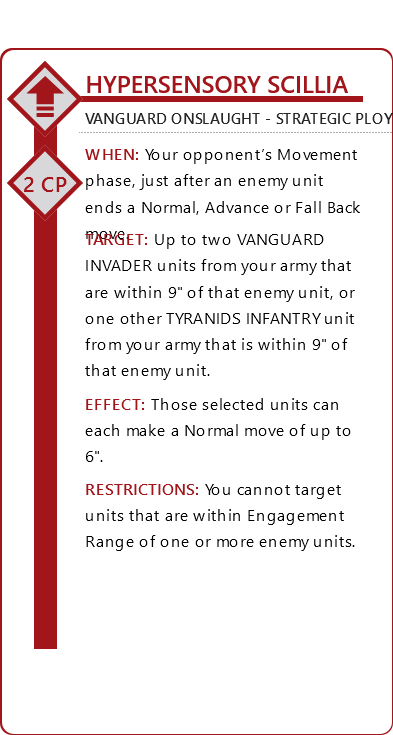 HYPERSENSORY SCILLIA
VANGUARD ONSLAUGHT - STRATEGIC PLOY
2 CP
WHEN: Your opponent's Movement
phase, just after an enemy unit
ends a Normal, Advance or Fall Back
move.
TARGET: Up to two VANGUARD
INVADER units from your army that
are within 9" of that enemy unit, or
one other TYRANIDS INFANTRY unit
from your army that is within 9" of
that enemy unit.
EFFECT: Those selected units can
each make a Normal move of up to
6".
RESTRICTIONS: You cannot target
units that are within Engagement
Range of one or more enemy units.